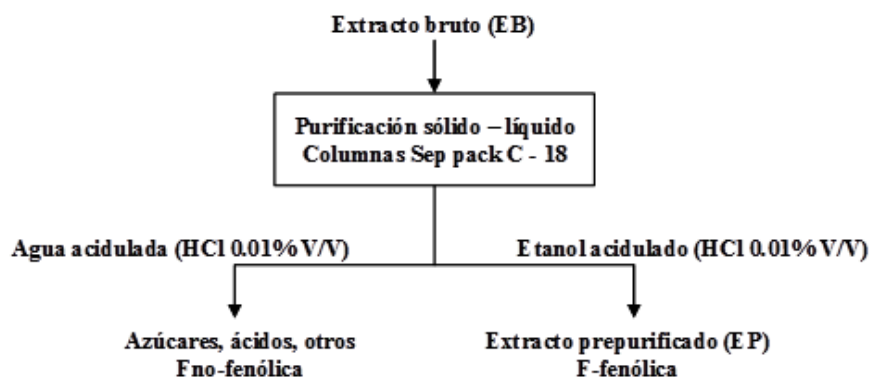 Extracto bruto (EB)
Purificación sólido – líquido
Columnas Sep pack C - 18
Agua acidulada (HCl 0.01% V/V)
Etanol acidulado (HCl 0.01% V/V)
Azúcares, ácidos, otros
Fno-fenólica
Extracto prepurificado (EP)
F-fenólica